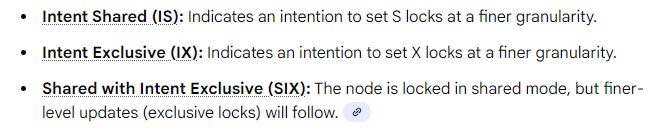 • Intent Shared (IS): Indicates an intention to set S locks at a finer granularity.
• Intent Exclusive (IX): Indicates an intention to set X locks at a finer granularity.
• Shared with Intent Exclusive (SIX): The node is locked in shared mode, but finer-
level updates (exclusive locks) will follow.